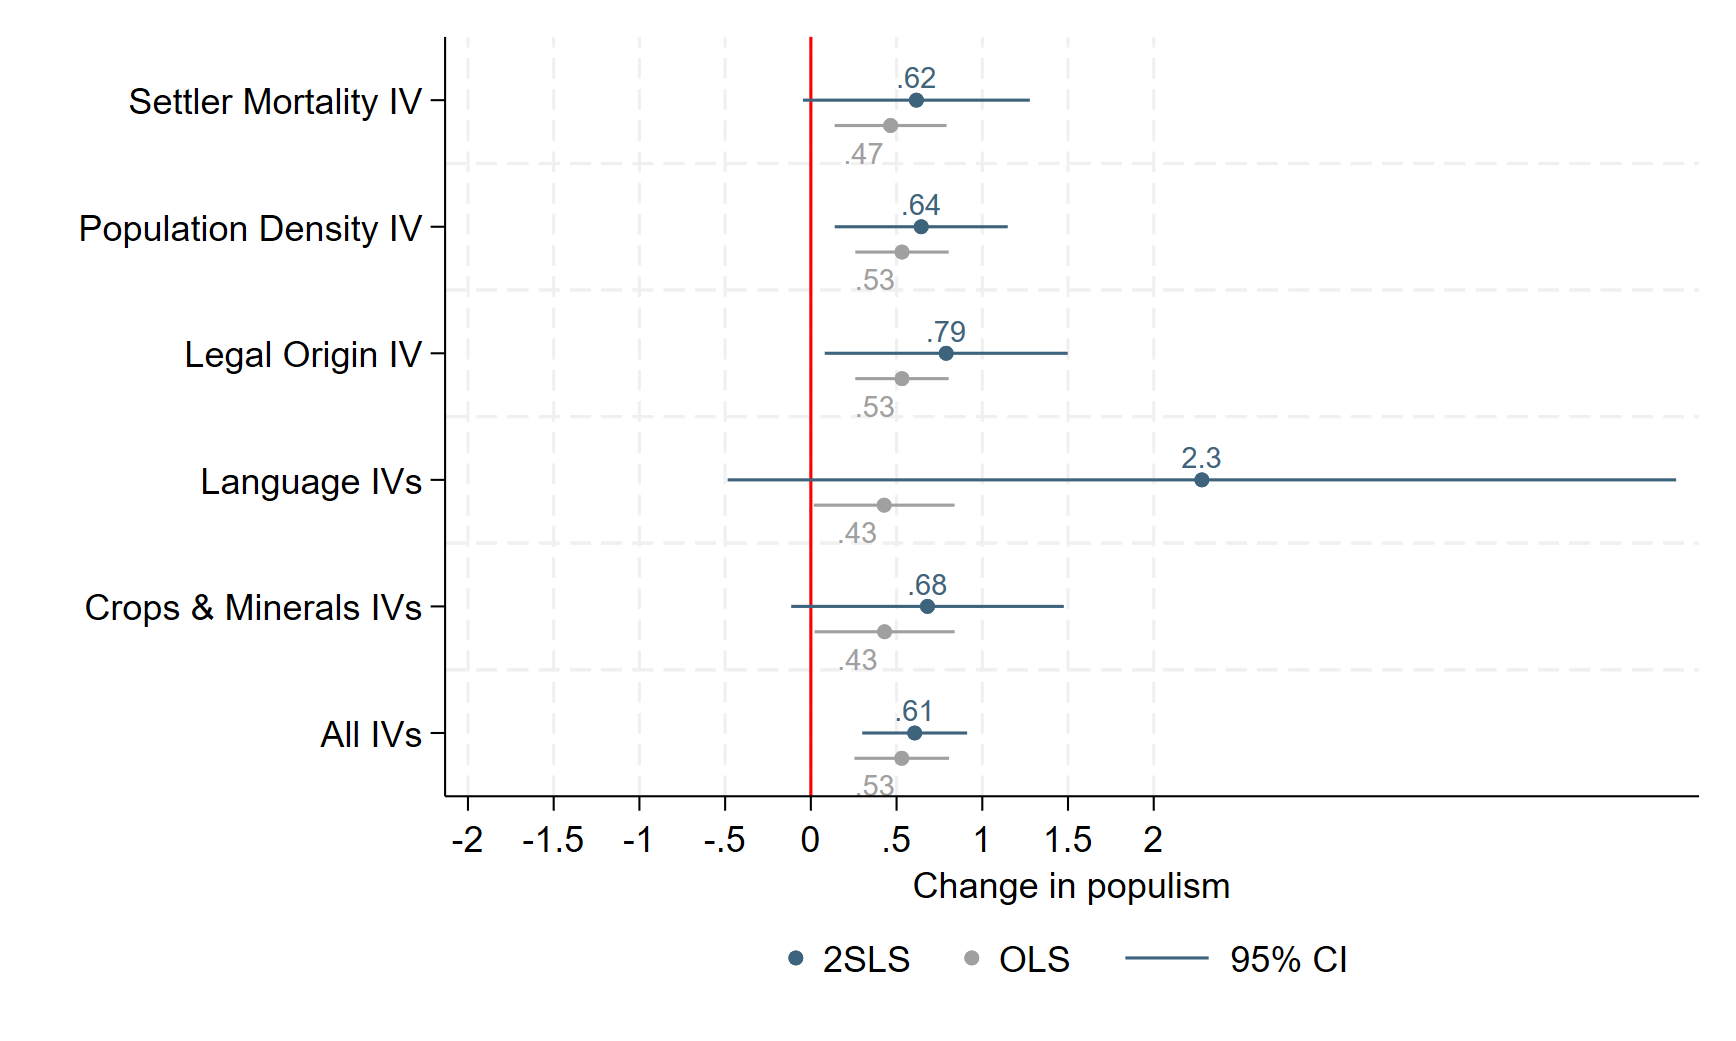 .62
Settler Mortality IV
.47
.64
Population Density IV
.53
.79
Legal Origin IV
.53
2.3
Language IVs
.43
.68
Crops & Minerals IVs
.43
.61
All IVs
.53
-2 -1.5 -1 -.5 0 .5 1 1.5 2
Change in populism
2SLS OLS 95% CI